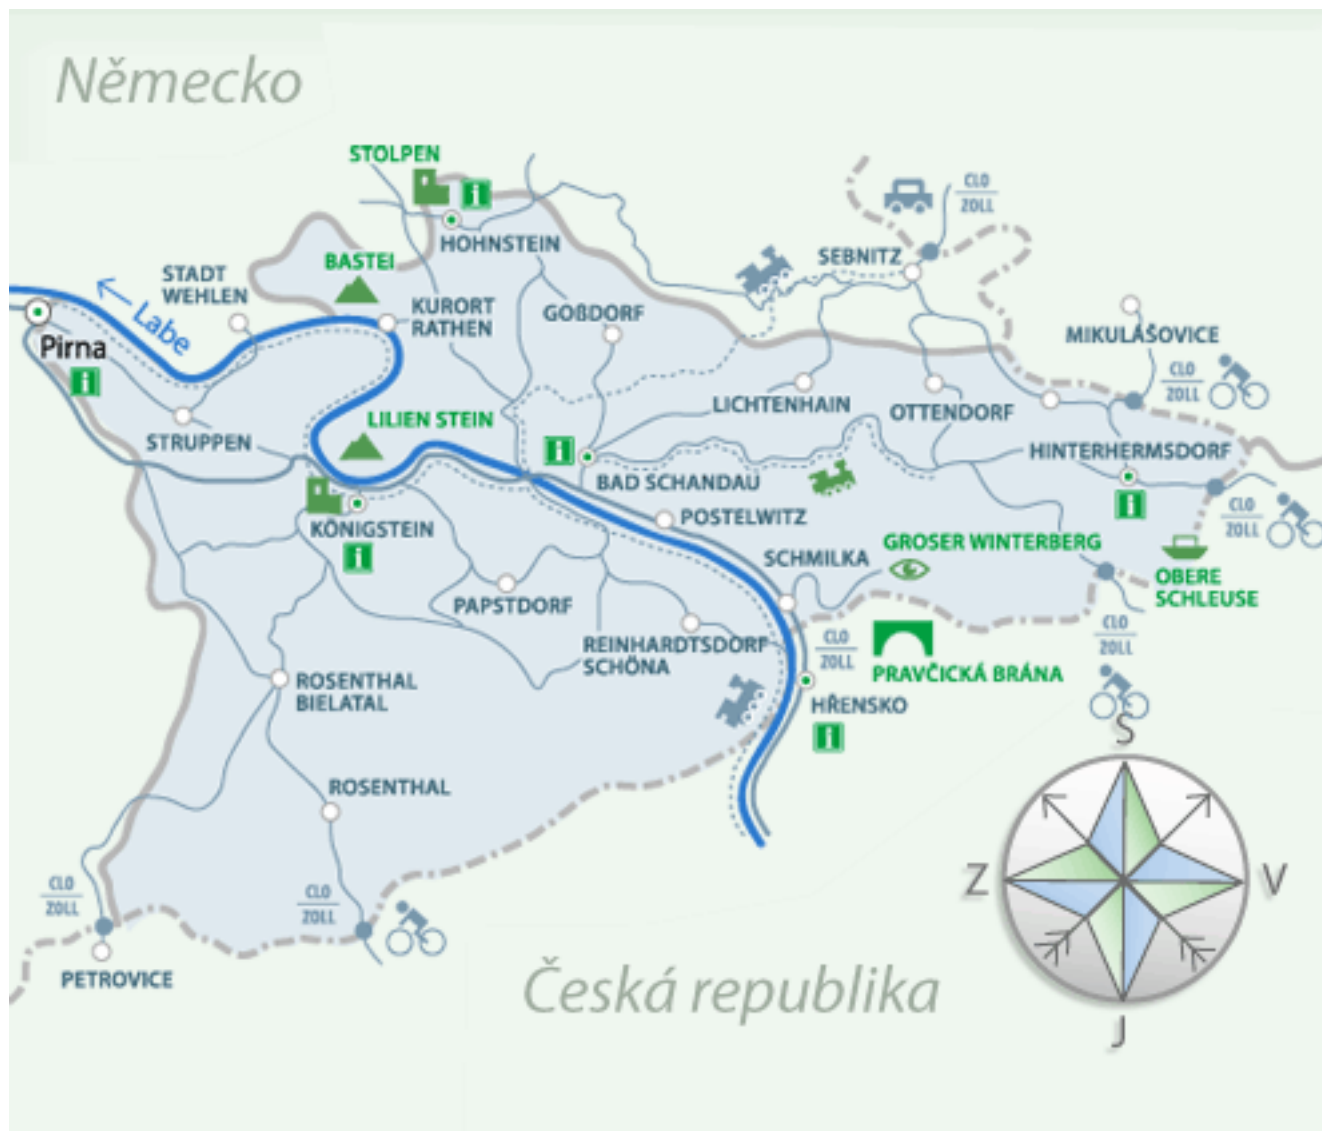 Německo
STOLPEN
i
HOHNSTEIN
CLO
ZOLL
SEBNITZ
BASTEI
STADT
WEHLEN
KURORT
RATHEN
GOßDORF
MIKULÁŠOVICE
Labe
Pirna
i
CLO
ZOLL
LICHTENHAIN
OTTENDORF
LILIEN STEIN
STRUPPEN
i
HINTERHERMSDORF
BAD SCHANDAU
i
CLO
ZOLL
KÖNIGSTEIN
i
POSTELWITZ
SCHMILKA
GROSER WINTERBERG
OBERE
SCHLEUSE
PAPSTDORF
REINHARDTSDORF
SCHÖNA
CLO
ZOLL
CLO
ZOLL
PRAVČICKÁ BRÁNA
ROSENTHAL
BIELATAL
HŘENSKO
i
ROSENTHAL
S
Z
V
J
CLO
ZOLL
CLO
ZOLL
PETROVICE
Česká republika